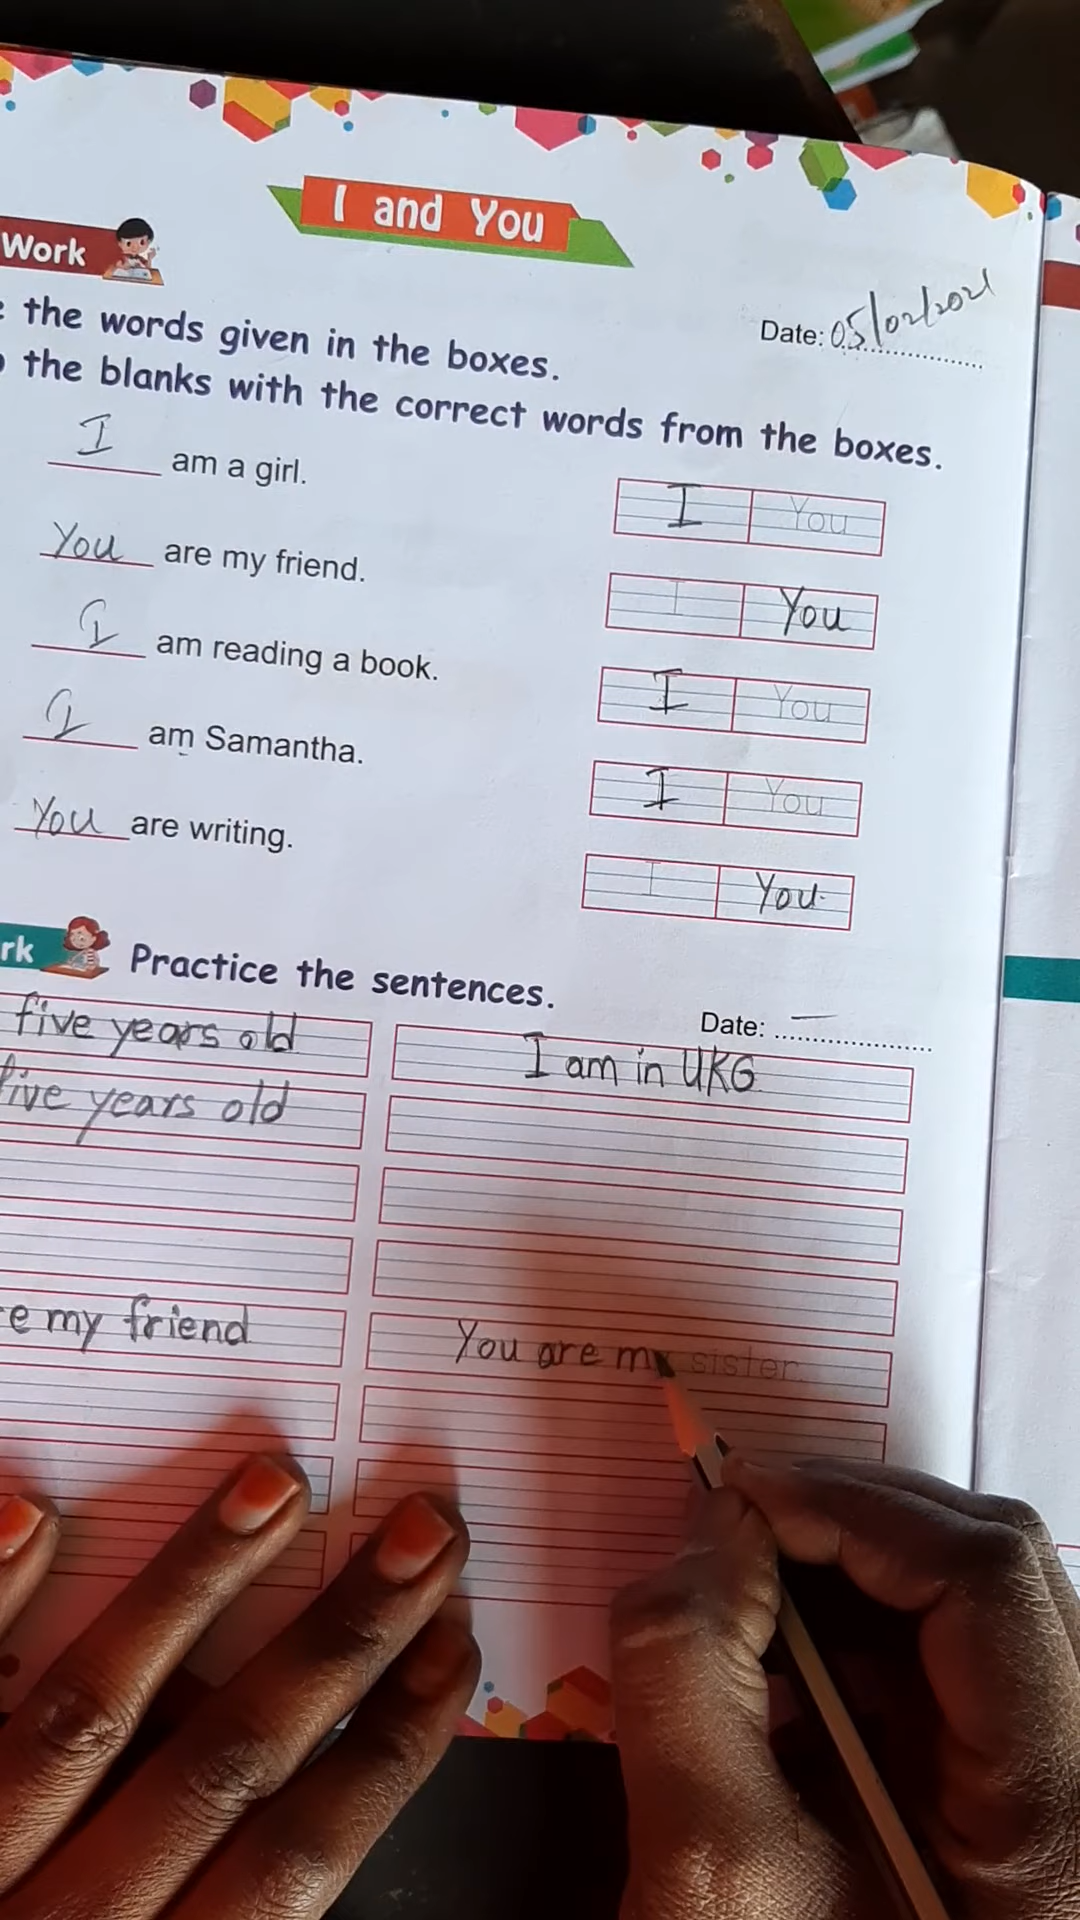 I and You
Work
the words given in the boxes.
Date: 05/02/2021
the blanks with the correct words from the boxes.
I am a girl.
I You
You are my friend.
I You
I am reading a book.
I You
I am Samantha.
I You
You are writing.
I You.
rk
Practice the sentences.
Date:
five years old
I am in UKG
five years old
e my friend
You are my sister.